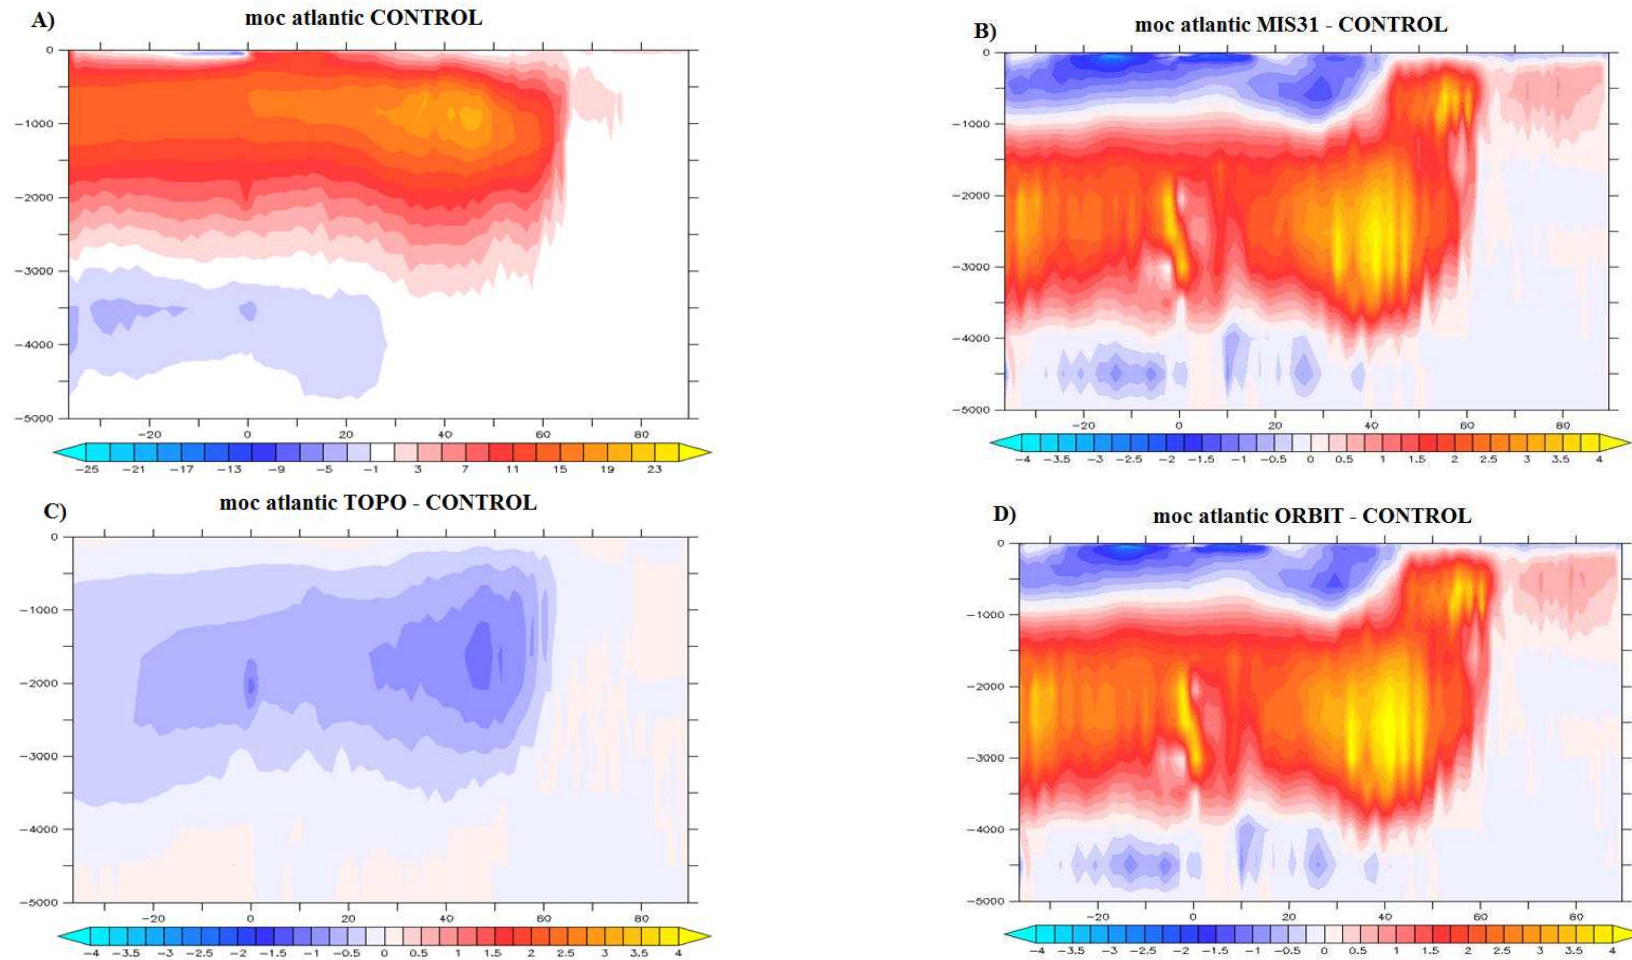 A)
moc atlantic CONTROL
0
−1000
−2000
−3000
−4000
−5000
−20 0 20 40 60 80
−25 −21 −17 −13 −9 −5 −1 3 7 11 15 19 23
B)
moc atlantic MIS31 - CONTROL
0
−1000
−2000
−3000
−4000
−5000
−20 0 20 40 60 80
−4 −3.5 −3 −2.5 −2 −1.5 −1 −0.5 0 0.5 1 1.5 2 2.5 3 3.5 4
C)
moc atlantic TOPO - CONTROL
0
−1000
−2000
−3000
−4000
−5000
−20 0 20 40 60 80
−4 −3.5 −3 −2.5 −2 −1.5 −1 −0.5 0 0.5 1 1.5 2 2.5 3 3.5 4
D)
moc atlantic ORBIT - CONTROL
0
−1000
−2000
−3000
−4000
−5000
−20 0 20 40 60 80
−4 −3.5 −3 −2.5 −2 −1.5 −1 −0.5 0 0.5 1 1.5 2 2.5 3 3.5 4